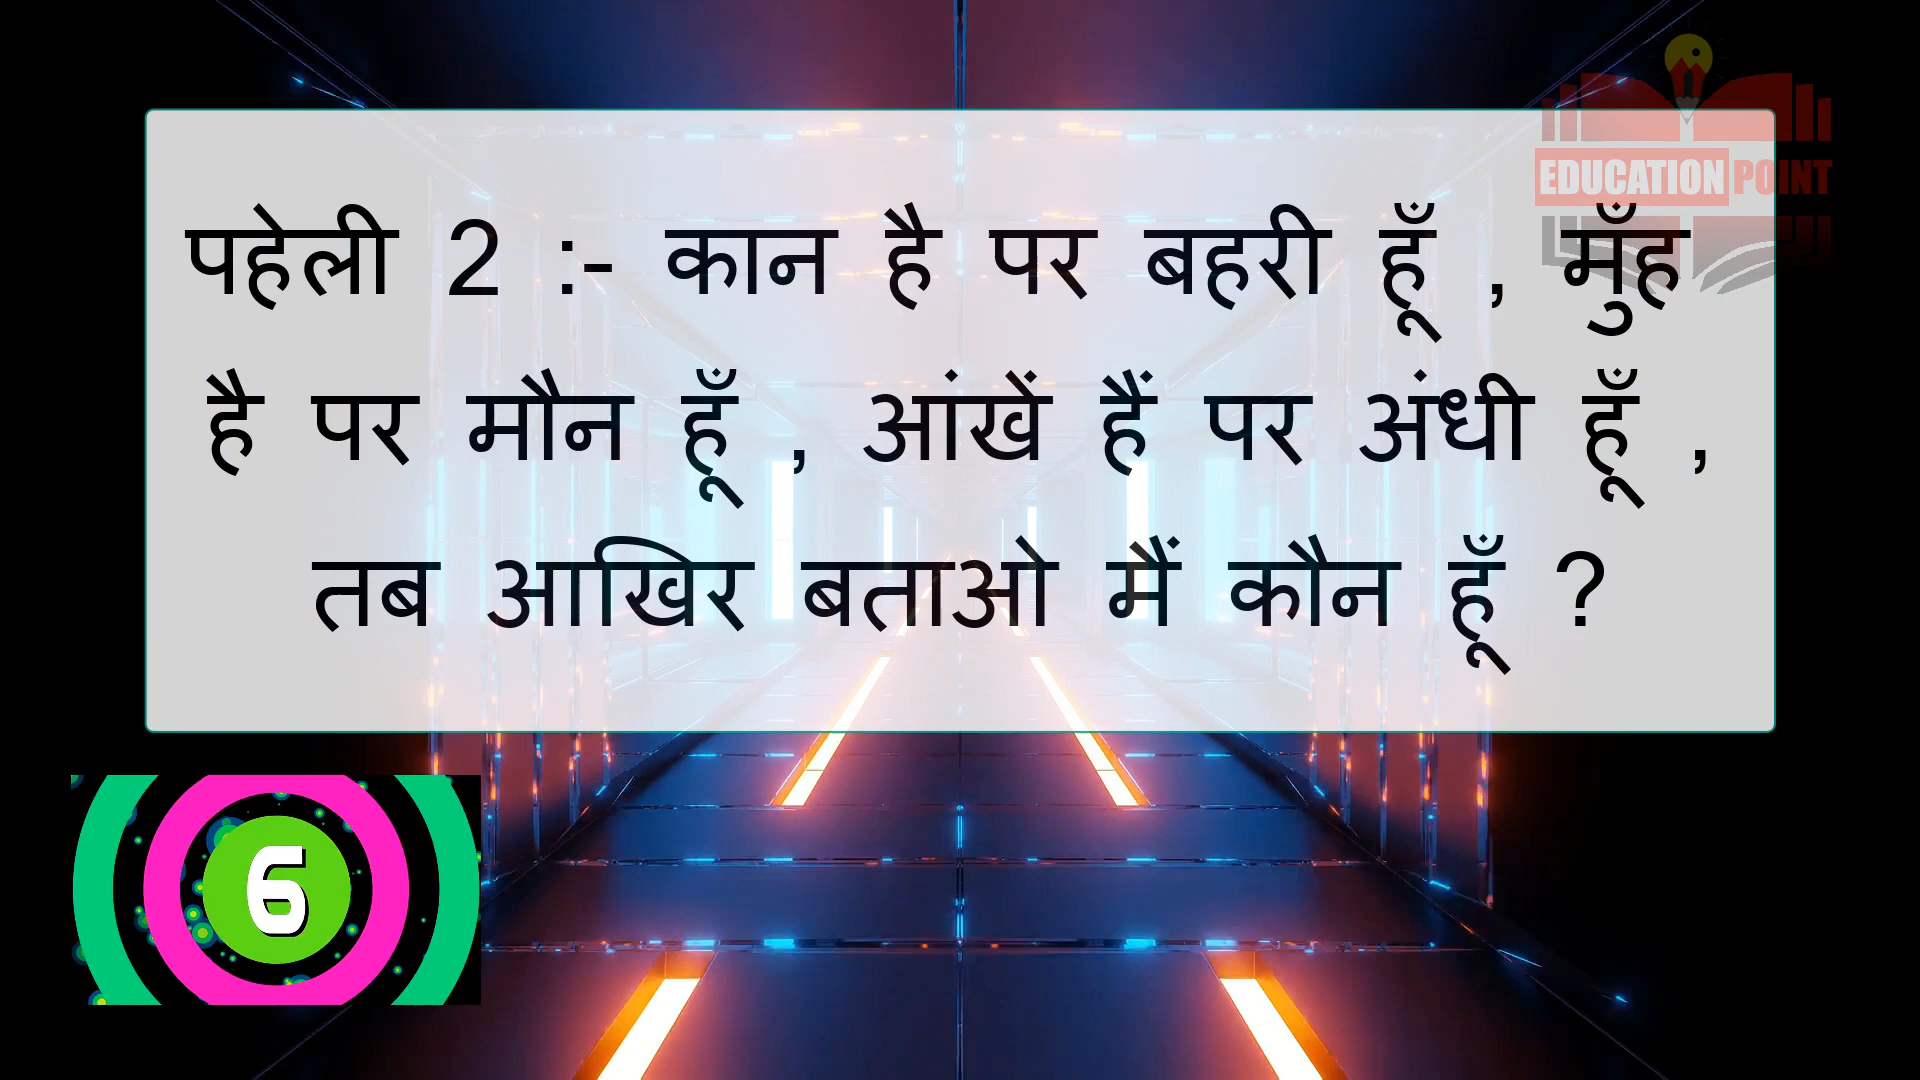 EDUCATION POINT
पहेली 2 :- कान है पर बहरी हूँ , मुँह
है पर मौन हूँ , आंखें हैं पर अंधी हूँ ,
तब आखिर बताओ मैं कौन हूँ ?
6